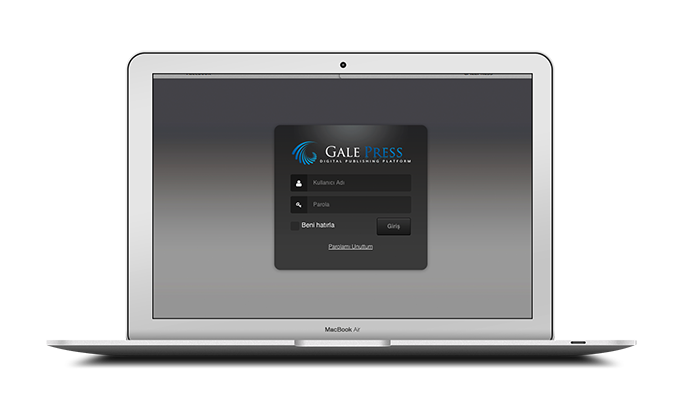 GALE PRESS
DIGITAL PUBLISHING PLATFORM
Kullanıcı Adı
Parola
Beni hatırla
Giriş
Parolamı Unuttum
MacBook Air